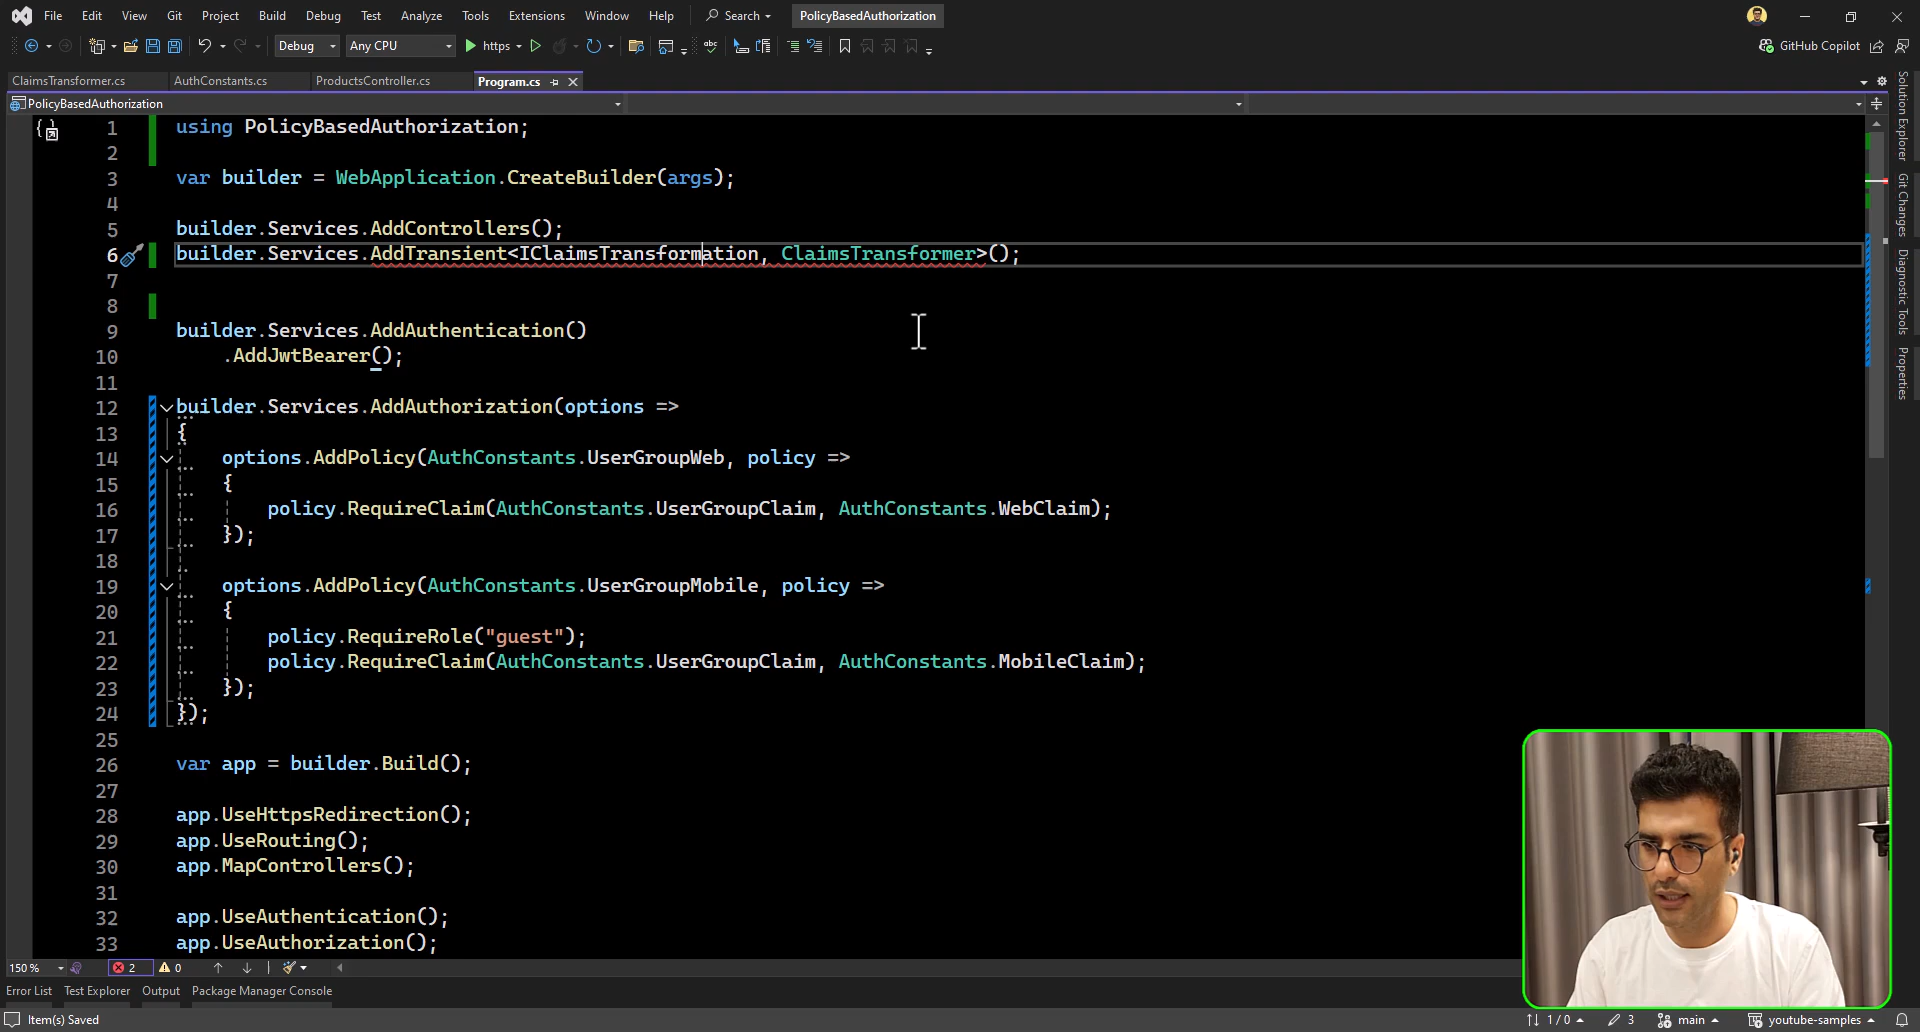 File Edit View Git Project Build Debug Test Analyze Tools Extensions Window Help Search PolicyBasedAuthorization
Debug Any CPU https GitHub Copilot
ClaimsTransformer.cs AuthConstants.cs ProductsController.cs Program.cs
PolicyBasedAuthorization
1 using PolicyBasedAuthorization;
2
3 var builder = WebApplication.CreateBuilder(args);
4
5 builder.Services.AddControllers();
6 builder.Services.AddTransient<IClaimsTransformation, ClaimsTransformer>();
7
8
9 builder.Services.AddAuthentication()
10 .AddJwtBearer();
11
12 builder.Services.AddAuthorization(options =>
13 {
14 options.AddPolicy(AuthConstants.UserGroupWeb, policy =>
15 {
16 policy.RequireClaim(AuthConstants.UserGroupClaim, AuthConstants.WebClaim);
17 });
18
19 options.AddPolicy(AuthConstants.UserGroupMobile, policy =>
20 {
21 policy.RequireRole("guest");
22 policy.RequireClaim(AuthConstants.UserGroupClaim, AuthConstants.MobileClaim);
23 });
24 });
25
26 var app = builder.Build();
27
28 app.UseHttpsRedirection();
29 app.UseRouting();
30 app.MapControllers();
31
32 app.UseAuthentication();
33 app.UseAuthorization();
Solution Explorer
Git Changes
Diagnostic Tools
Properties
150 % 2 0
Error List Test Explorer Output Package Manager Console
Item(s) Saved 1 / 0 3 main youtube-samples